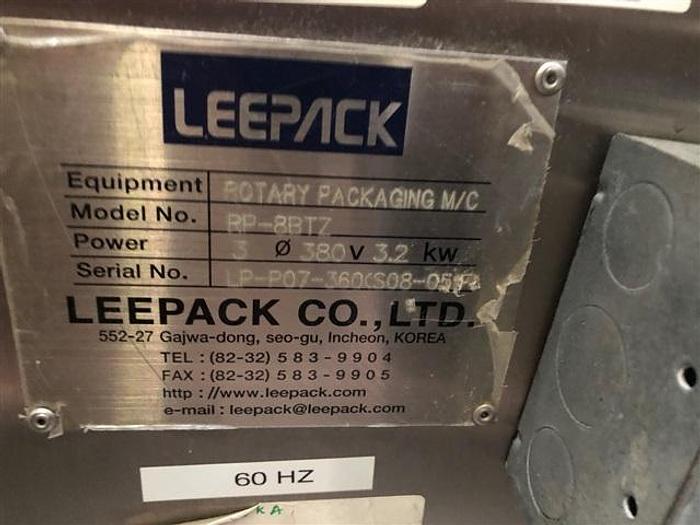 LEEPACK
Equipment ROTARY PACKAGING M/C
Model No. RP-8BTZ
Power 3 Ø 380 V 3.2 kw
Serial No.
LEEPACK CO.,LTD.
552-27 Gajwa-dong, seo-gu, Incheon, KOREA
TEL : (82-32) 583-9904
FAX : (82-32) 583-9905
http : //www.leepack.com
e-mail : leepack@leepack.com
60 HZ
KA